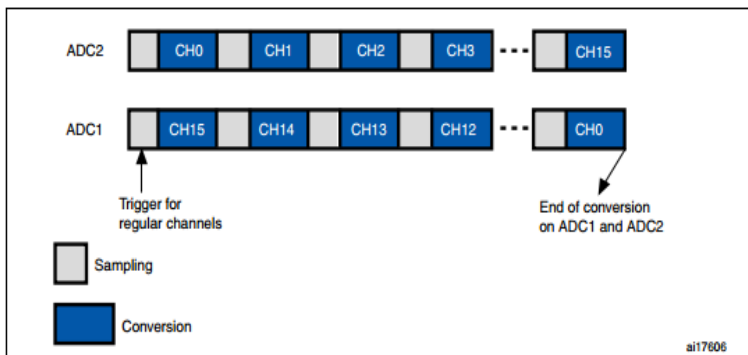 ADC2 CH0 CH1 CH2 CH3 CH15
ADC1 CH15 CH14 CH13 CH12 CH0
Trigger for
regular channels
End of conversion
on ADC1 and ADC2
Sampling
Conversion
ai17606